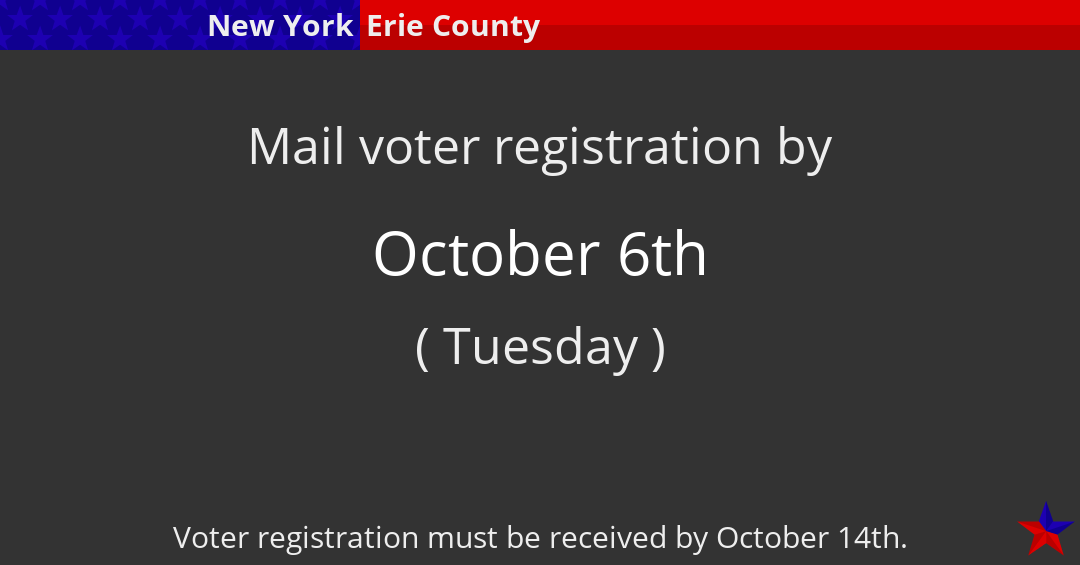 New York Erie County
Mail voter registration by
October 6th
( Tuesday )
Voter registration must be received by October 14th.